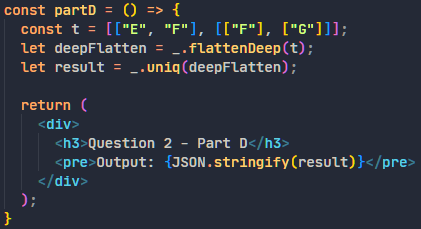 const partD = () => {
const t = [["E", "F"], [["F"], ["G"]]];
let deepFlatten = _.flattenDeep(t);
let result = _.uniq(deepFlatten);
return (
<div>
<h3>Question 2 - Part D</h3>
<pre>Output: {JSON.stringify(result)}</pre>
</div>
);
}